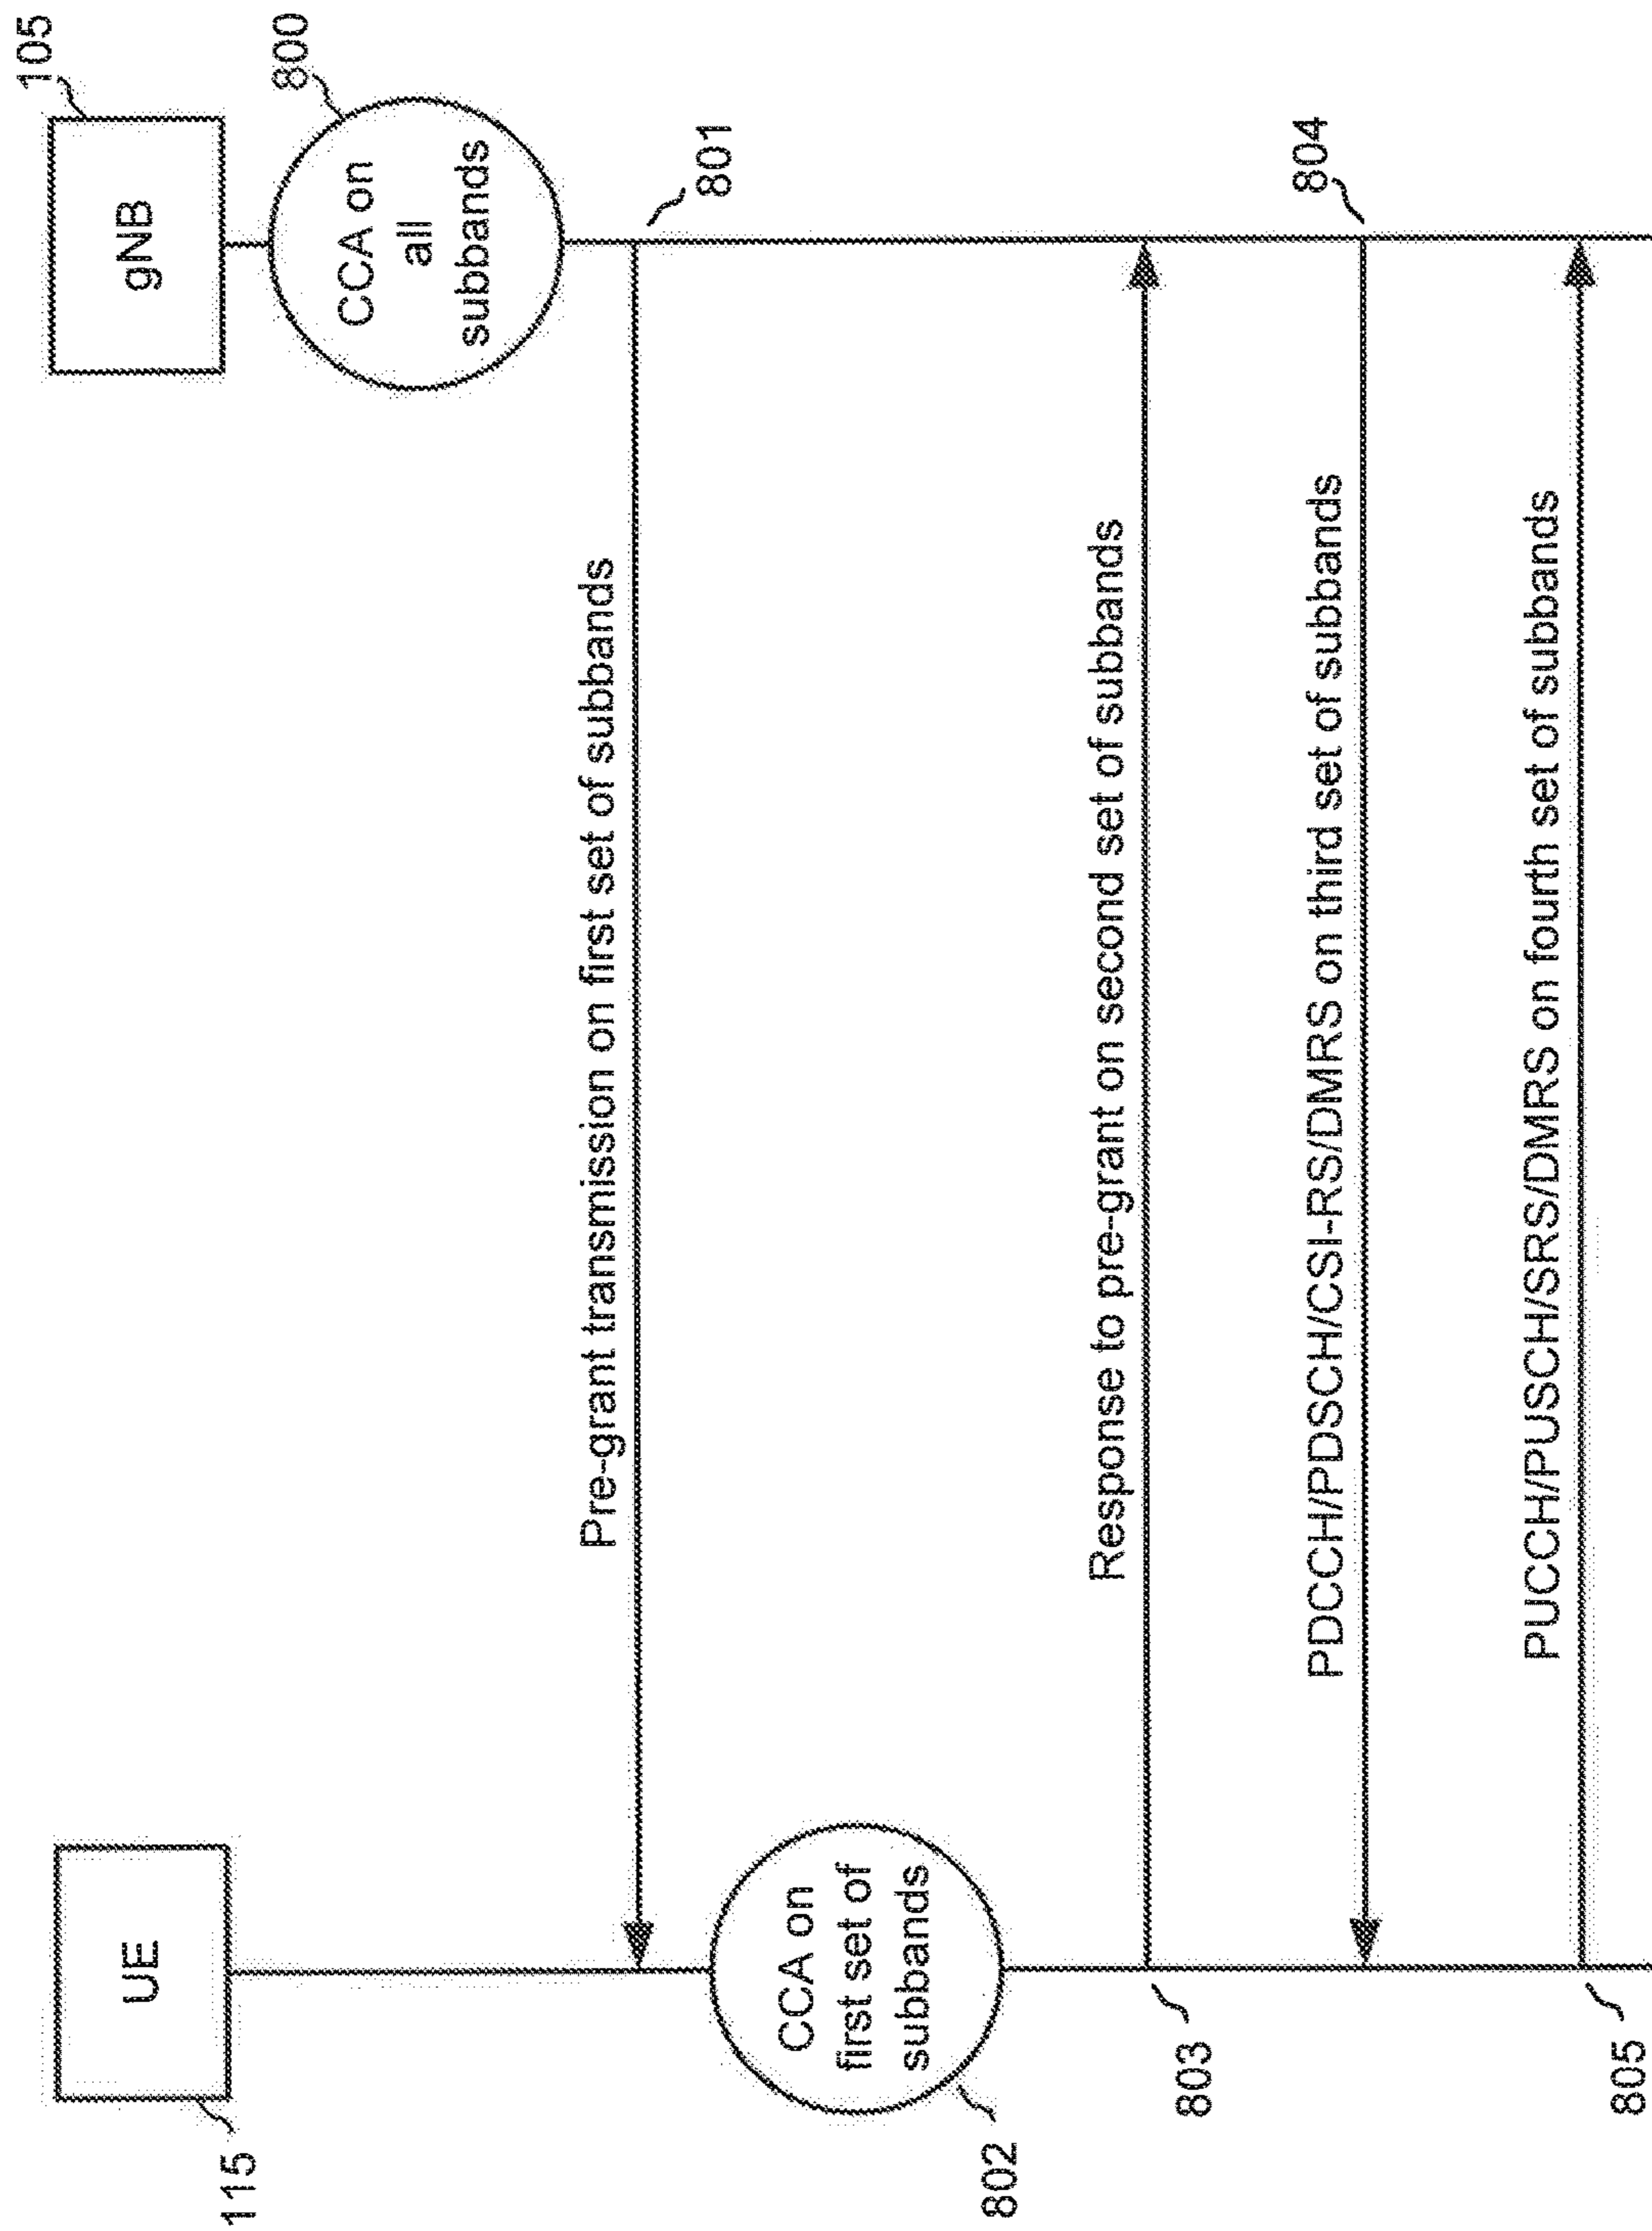 UE
115
gNB
105
CCA on
all
subbands
800
Pre-grant transmission on first set of subbands
801
CCA on
first set of
subbands
802
Response to pre-grant on second set of subbands
803
PDCCH/PDSCH/CSI-RS/DMRS on third set of subbands
804
PUCCH/PUSCH/SRS/DMRS on fourth set of subbands
805